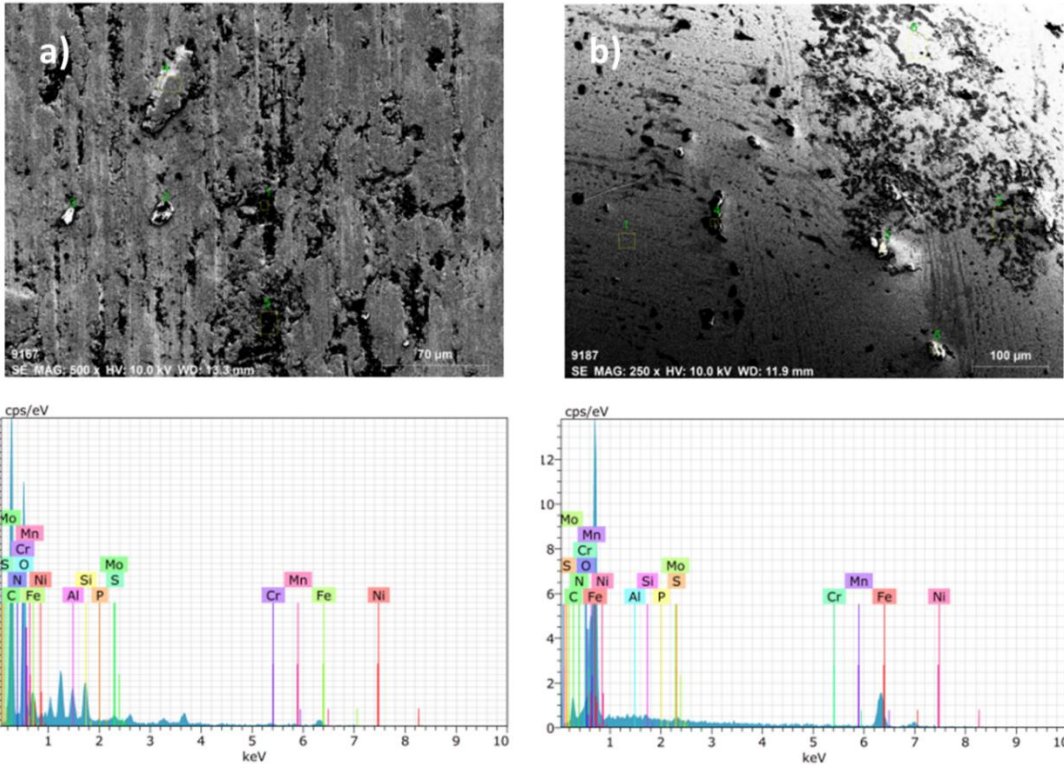 a)
9167
SE MAG: 500 x HV: 10.0 kV WD: 13.3 mm
70 µm
b)
1
4
9187
SE MAG: 250 x HV: 10.0 kV WD: 11.9 mm
100 µm
cps/eV
Mo
Mn
Cr
S O Mo
N Ni Si S Mn
C Fe Al P Cr Fe Ni
1 2 3 4 5 6 7 8 9 10
keV
cps/eV
12
10
8
6
4
2
0
Mo
Mn
Cr
S O Mo
N Ni Si S Mn
C Fe Al P Cr Fe Ni
1 2 3 4 5 6 7 8 9 10
keV